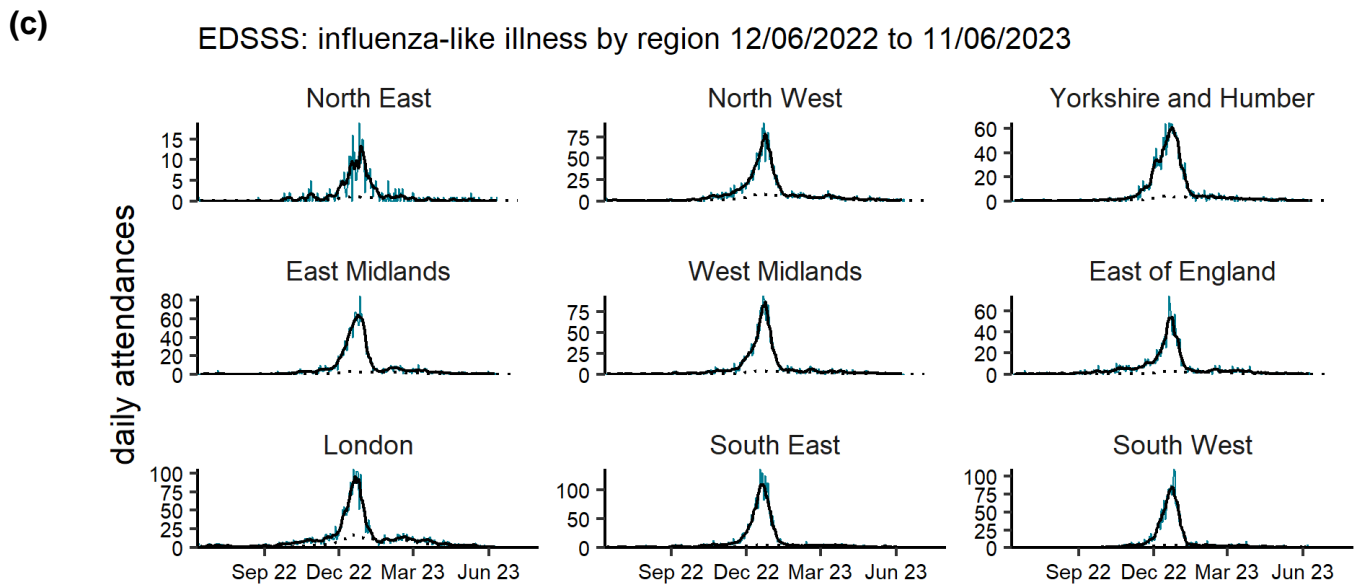 (c)
EDSSS: influenza-like illness by region 12/06/2022 to 11/06/2023
daily attendances
North East
15
10
5
0
North West
75
50
25
0
Yorkshire and Humber
60
40
20
0
East Midlands
80
60
40
20
0
West Midlands
75
50
25
0
East of England
60
40
20
0
London
100
75
50
25
0
Sep 22 Dec 22 Mar 23 Jun 23
South East
100
50
0
Sep 22 Dec 22 Mar 23 Jun 23
South West
100
75
50
25
0
Sep 22 Dec 22 Mar 23 Jun 23